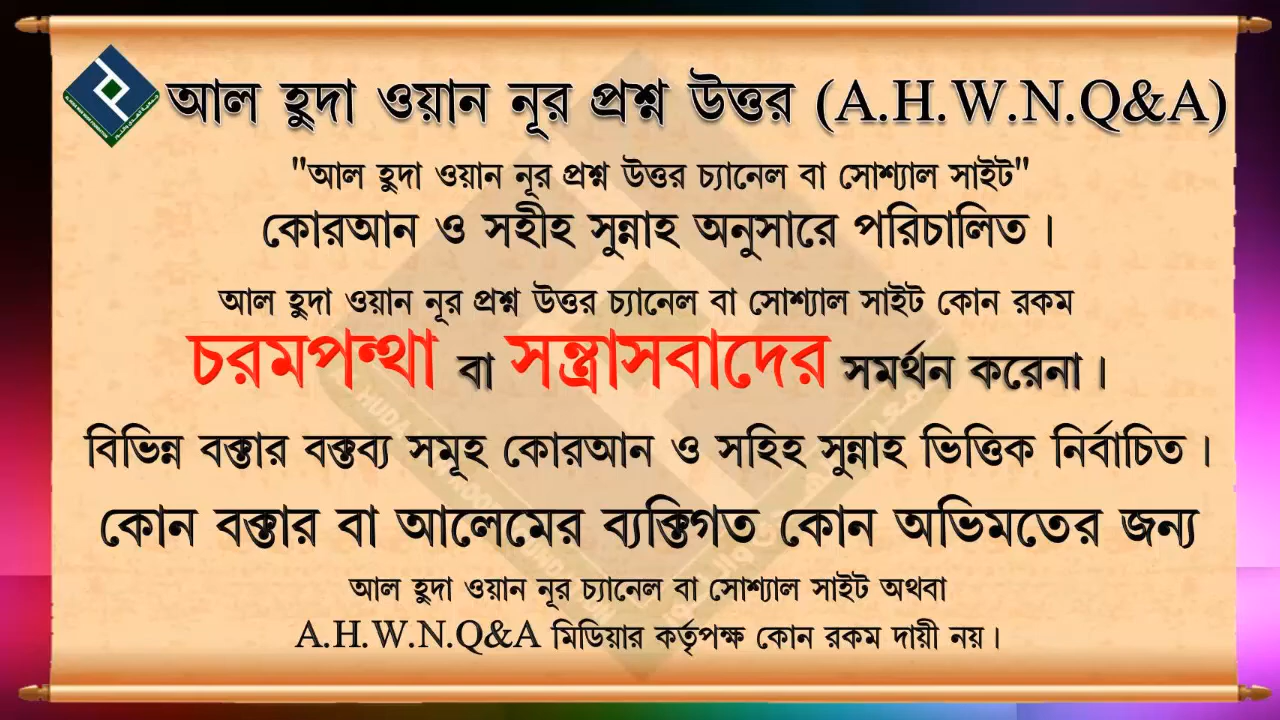 আল হুদা ওয়ান নূর প্রশ্ন উত্তর (A.H.W.N.Q&A)
"আল হুদা ওয়ান নূর প্রশ্ন উত্তর চ্যানেল বা সোশ্যাল সাইট"
কোরআন ও সহীহ সুন্নাহ অনুসারে পরিচালিত।
আল হুদা ওয়ান নূর প্রশ্ন উত্তর চ্যানেল বা সোশ্যাল সাইট কোন রকম
চরমপন্থা বা সন্ত্রাসবাদের সমর্থন করেনা।
বিভিন্ন বক্তার বক্তব্য সমূহ কোরআন ও সহিহ সুন্নাহ ভিত্তিক নির্বাচিত।
কোন বক্তার বা আলেমের ব্যক্তিগত কোন অভিমতের জন্য
আল হুদা ওয়ান নূর চ্যানেল বা সোশ্যাল সাইট অথবা
A.H.W.N.Q&A মিডিয়ার কর্তৃপক্ষ কোন রকম দায়ী নয়।